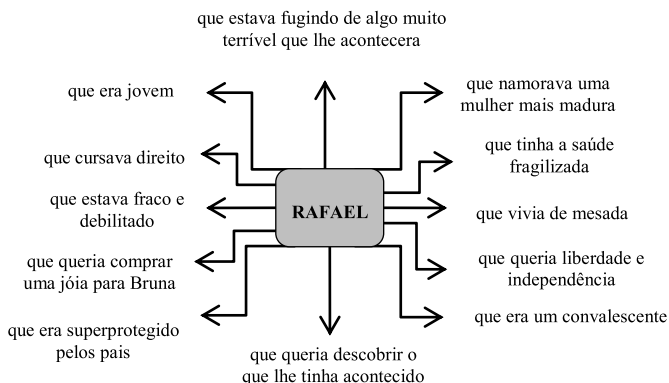 que estava fugindo de algo muito
terrível que lhe acontecera
que era jovem
que namorava uma
mulher mais madura
que cursava direito
que tinha a saúde
fragilizada
que estava fraco e
debilitado
RAFAEL
que vivia de mesada
que queria comprar
uma jóia para Bruna
que queria liberdade e
independência
que era superprotegido
pelos pais
que era um convalescente
que queria descobrir o
que lhe tinha acontecido